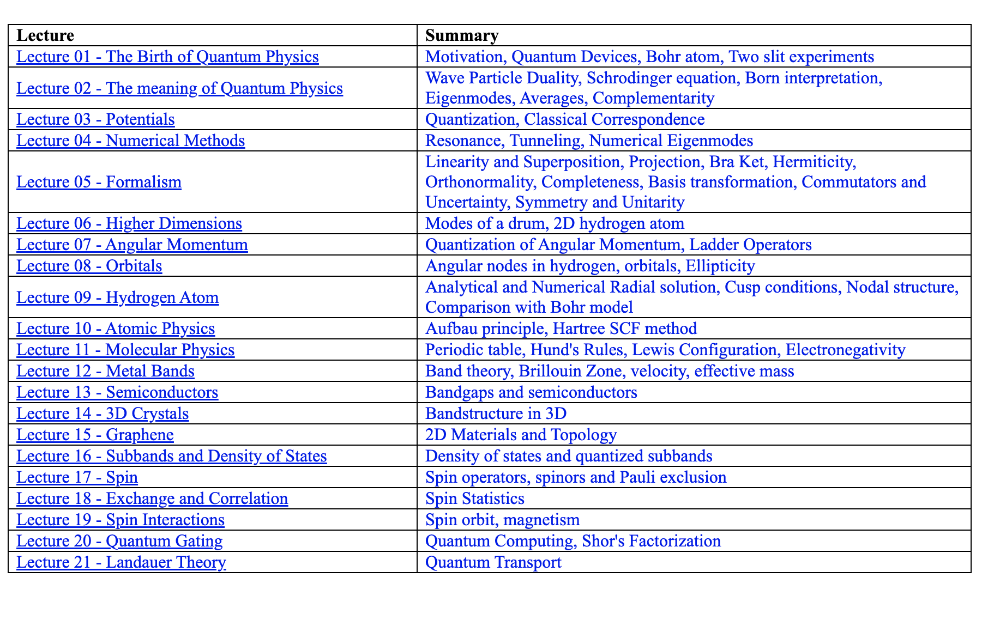 Lecture Summary
Lecture 01 - The Birth of Quantum Physics Motivation, Quantum Devices, Bohr atom, Two slit experiments
Lecture 02 - The meaning of Quantum Physics Wave Particle Duality, Schrodinger equation, Born interpretation,
Eigenmodes, Averages, Complementarity
Lecture 03 - Potentials Quantization, Classical Correspondence
Lecture 04 - Numerical Methods Resonance, Tunneling, Numerical Eigenmodes
Lecture 05 - Formalism Linearity and Superposition, Projection, Bra Ket, Hermiticity,
Orthonormality, Completeness, Basis transformation, Commutators and
Uncertainty, Symmetry and Unitarity
Lecture 06 - Higher Dimensions Modes of a drum, 2D hydrogen atom
Lecture 07 - Angular Momentum Quantization of Angular Momentum, Ladder Operators
Lecture 08 - Orbitals Angular nodes in hydrogen, orbitals, Ellipticity
Lecture 09 - Hydrogen Atom Analytical and Numerical Radial solution, Cusp conditions, Nodal structure,
Comparison with Bohr model
Lecture 10 - Atomic Physics Aufbau principle, Hartree SCF method
Lecture 11 - Molecular Physics Periodic table, Hund's Rules, Lewis Configuration, Electronegativity
Lecture 12 - Metal Bands Band theory, Brillouin Zone, velocity, effective mass
Lecture 13 - Semiconductors Bandgaps and semiconductors
Lecture 14 - 3D Crystals Bandstructure in 3D
Lecture 15 - Graphene 2D Materials and Topology
Lecture 16 - Subbands and Density of States Density of states and quantized subbands
Lecture 17 - Spin Spin operators, spinors and Pauli exclusion
Lecture 18 - Exchange and Correlation Spin Statistics
Lecture 19 - Spin Interactions Spin orbit, magnetism
Lecture 20 - Quantum Gating Quantum Computing, Shor's Factorization
Lecture 21 - Landauer Theory Quantum Transport